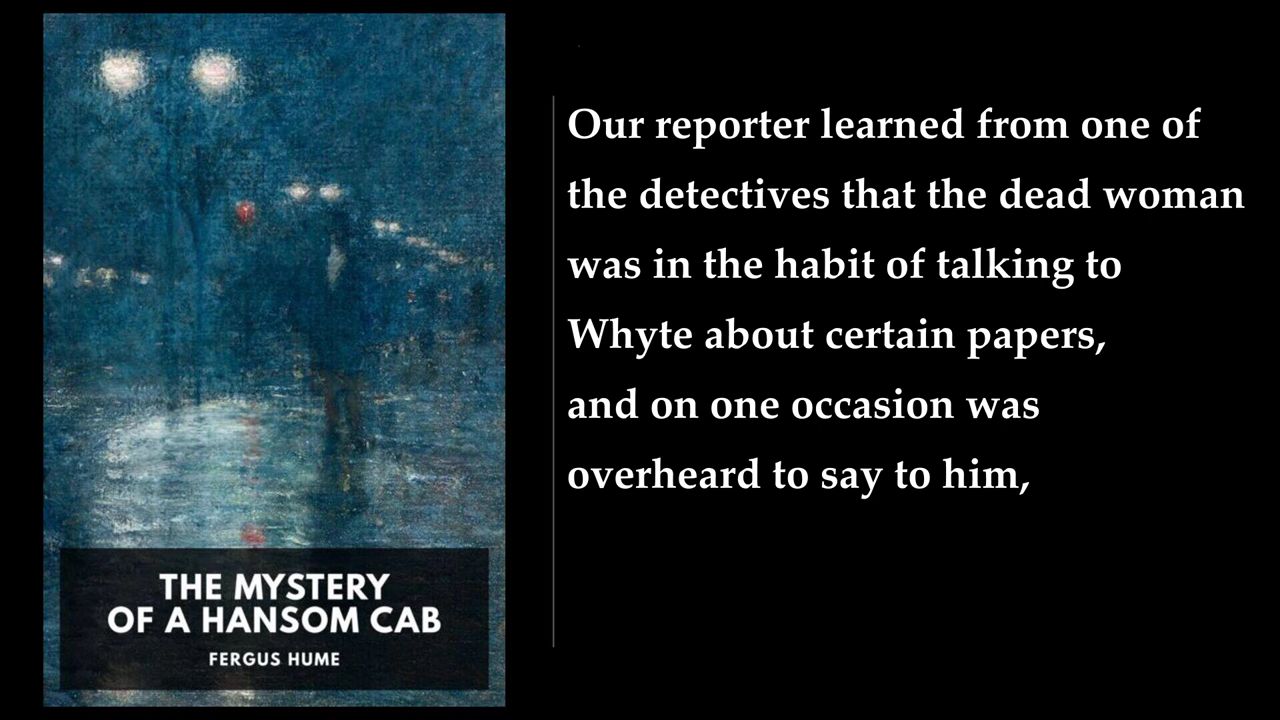 Our reporter learned from one of
the detectives that the dead woman
was in the habit of talking to
Whyte about certain papers,
and on one occasion was
overheard to say to him,
THE MYSTERY
OF A HANSOM CAB
FERGUS HUME